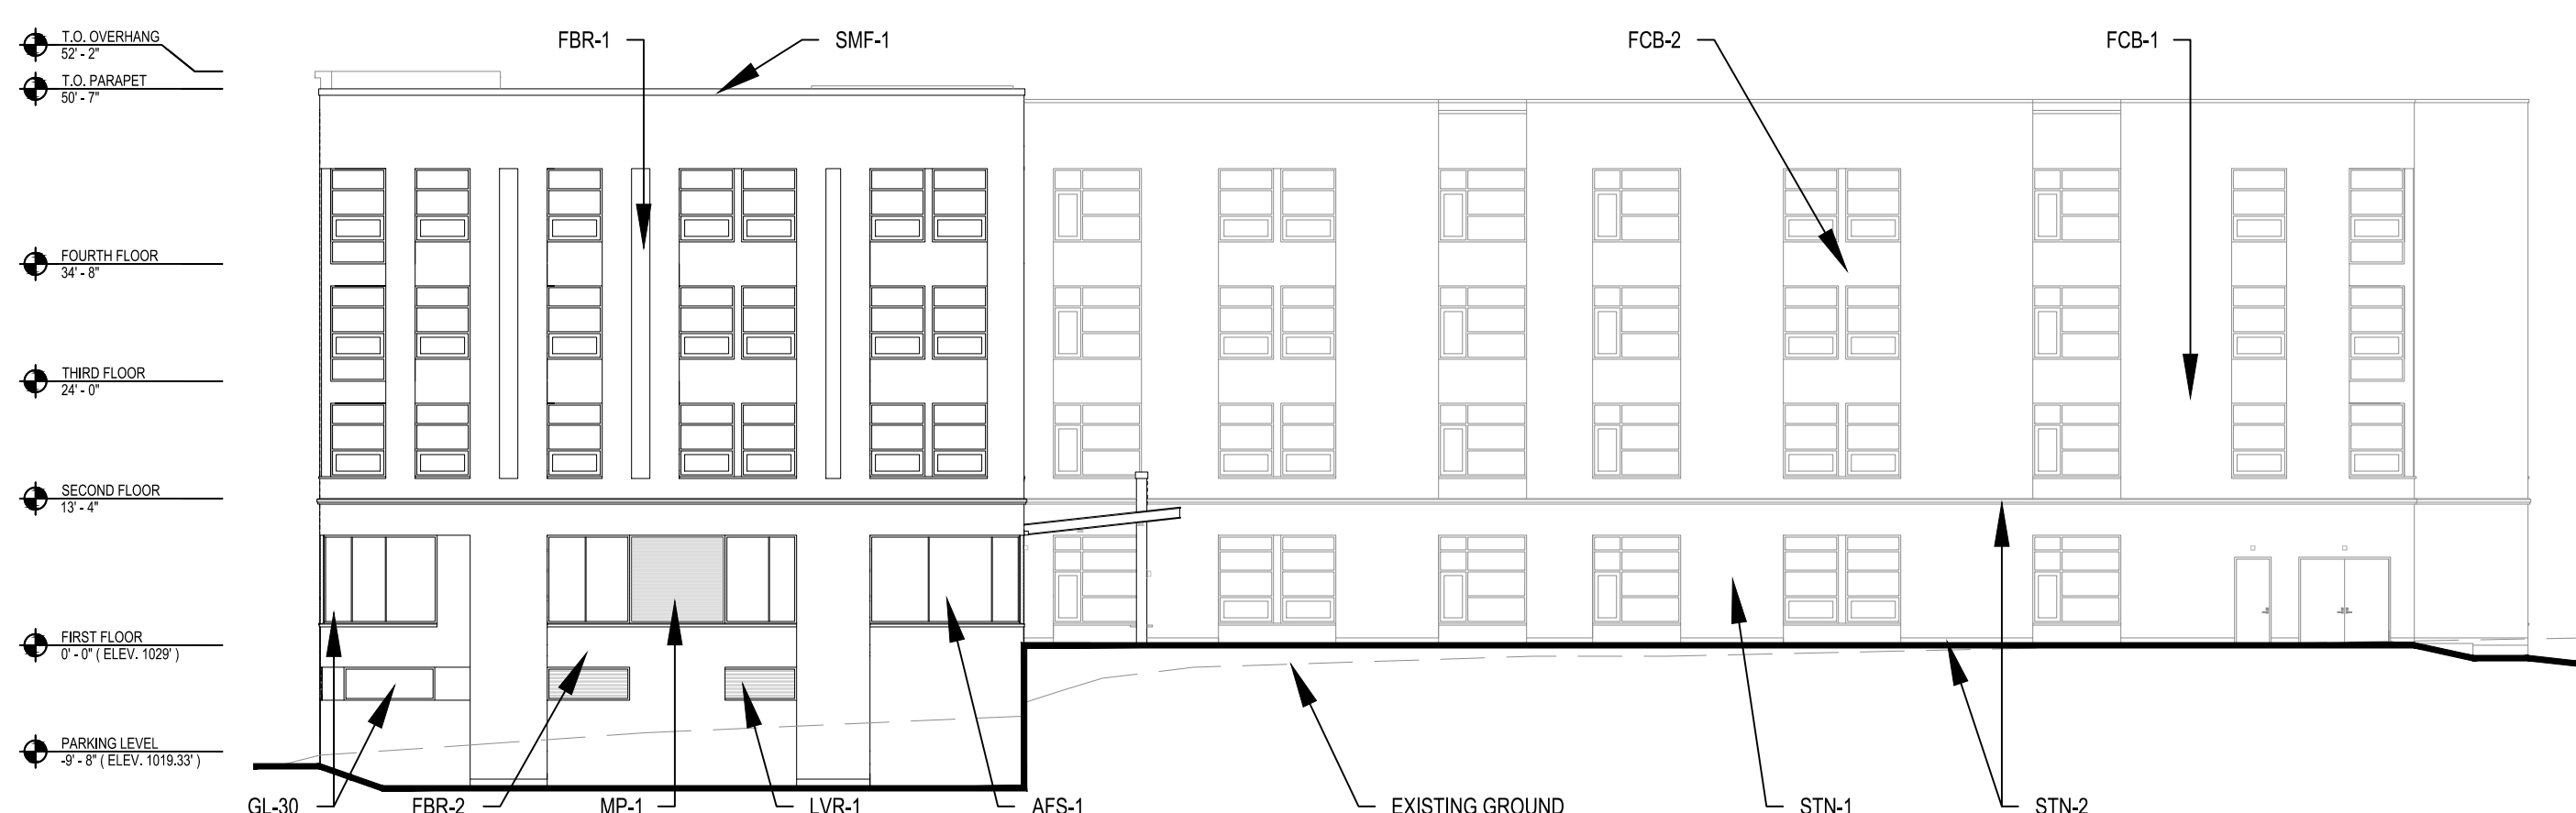 T.O. OVERHANG
52' - 2"
T.O. PARAPET
50' - 7"
FBR-1
SMF-1
FCB-2
FCB-1
FOURTH FLOOR
34' - 8"
THIRD FLOOR
24' - 0"
SECOND FLOOR
13' - 4"
FIRST FLOOR
0' - 0" ( ELEV. 1029' )
PARKING LEVEL
-9' - 8" ( ELEV. 1019.33' )
GL-30
FBR-2
MP-1
LVR-1
AFS-1
EXISTING GROUND
STN-1
STN-2